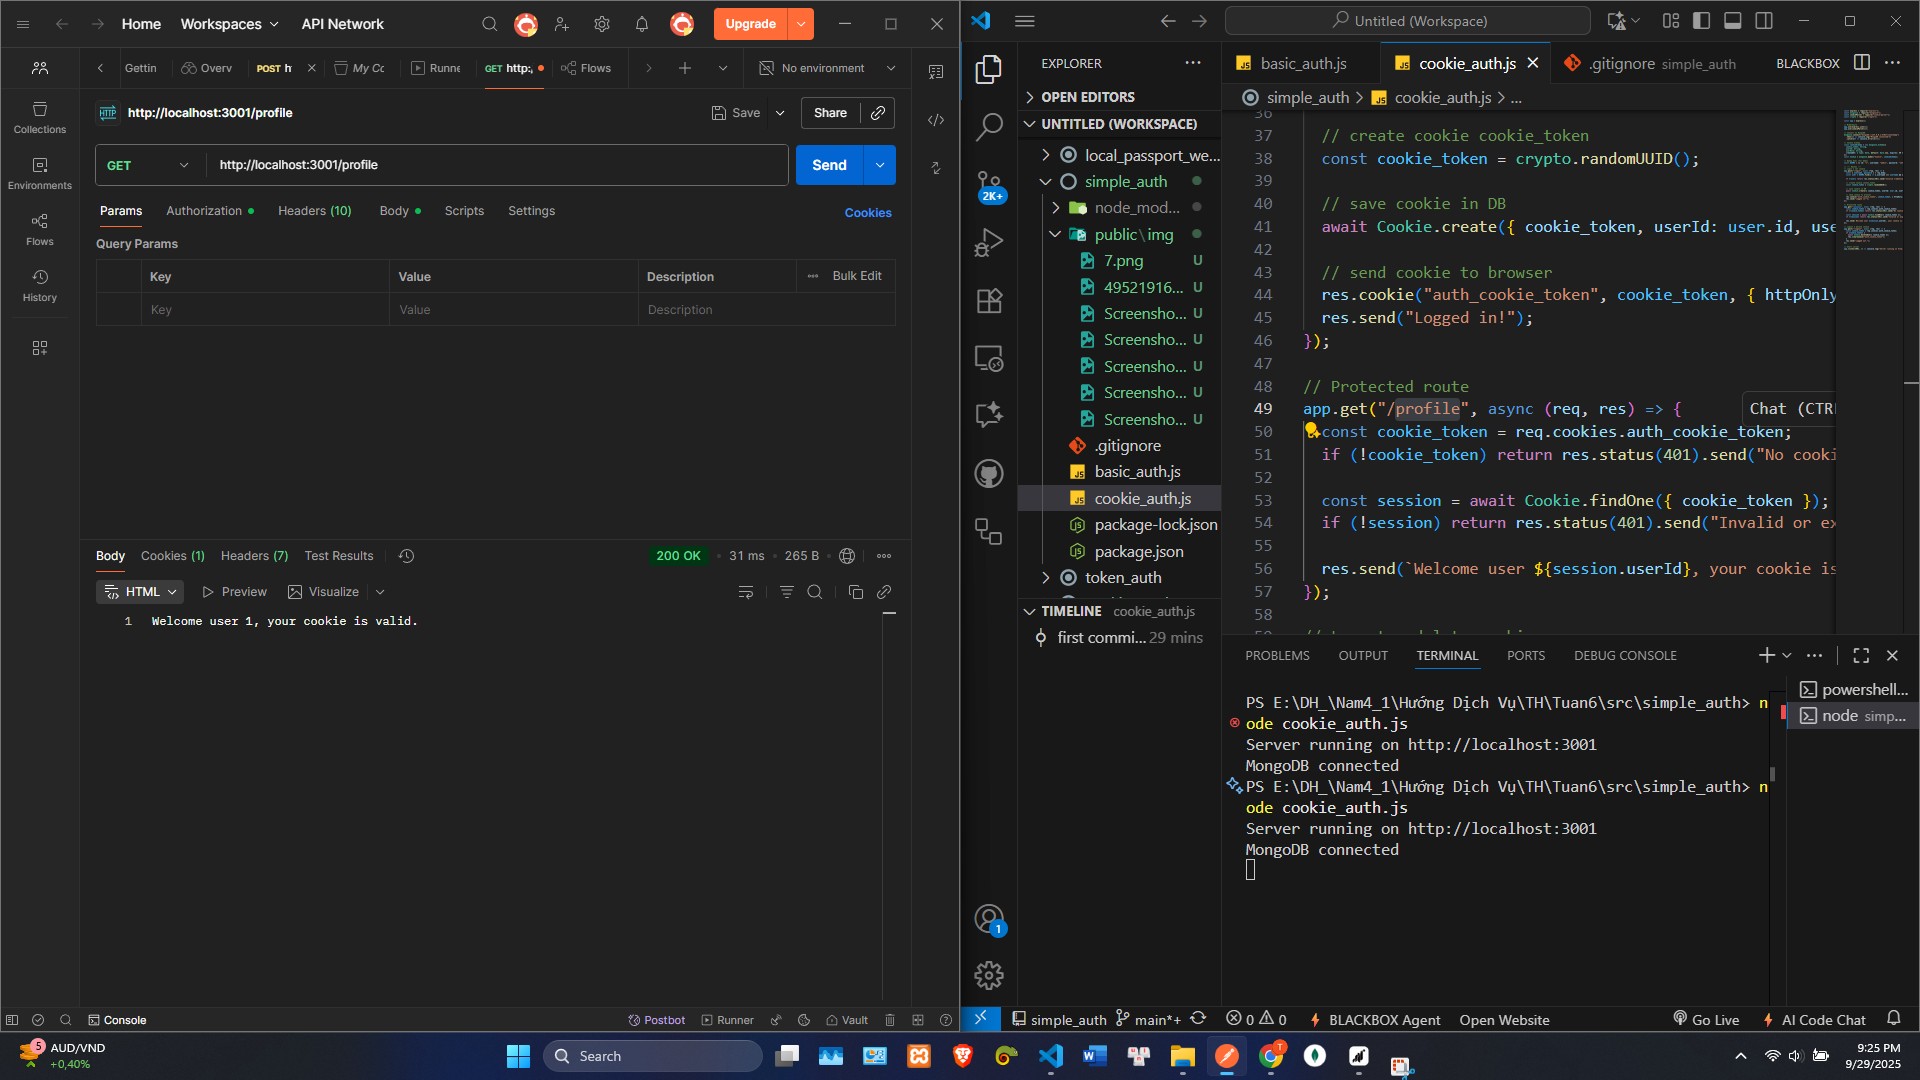 Home
Workspaces
API Network
Upgrade
Gettin
Overv
POST h
My Cc
Runne
GET http:
Flows
No environment
http://localhost:3001/profile
Save
Share
GET
http://localhost:3001/profile
Send
Params
Authorization
Headers (10)
Body
Scripts
Settings
Cookies
Query Params
Key
Value
Description
Bulk Edit
Key
Value
Description
Collections
Environments
Flows
History
Body
Cookies (1)
Headers (7)
Test Results
200 OK
31 ms
265 B
HTML
Preview
Visualize
1
Welcome user 1, your cookie is valid.
Console
Postbot
Runner
Vault
Untitled (Workspace)
EXPLORER
OPEN EDITORS
UNTITLED (WORKSPACE)
local_passport_we...
simple_auth
node_mod...
public\img
7.png U
49521916... U
Screensho... U
Screensho... U
Screensho... U
Screensho... U
Screensho... U
.gitignore
basic_auth.js
cookie_auth.js
package-lock.json
package.json
token_auth
TIMELINE cookie_auth.js
first commi... 29 mins
2K+
1
basic_auth.js
cookie_auth.js
.gitignore simple_auth
BLACKBOX
simple_auth > cookie_auth.js > ...
36
37 // create cookie cookie_token
38 const cookie_token = crypto.randomUUID();
39
40 // save cookie in DB
41 await Cookie.create({ cookie_token, userId: user.id, use
42
43 // send cookie to browser
44 res.cookie("auth_cookie_token", cookie_token, { httpOnly
45 res.send("Logged in!");
46 });
47
48 // Protected route
49 app.get("/profile", async (req, res) => {
Chat (CTRL
50 const cookie_token = req.cookies.auth_cookie_token;
51 if (!cookie_token) return res.status(401).send("No cooki
52
53 const session = await Cookie.findOne({ cookie_token });
54 if (!session) return res.status(401).send("Invalid or ex
55
56 res.send(`Welcome user ${session.userId}, your cookie is
57 });
58
PROBLEMS
OUTPUT
TERMINAL
PORTS
DEBUG CONSOLE
PS E:\DH_\Nam4_1\Hướng Dịch Vụ\TH\Tuan6\src\simple_auth> n
ode cookie_auth.js
Server running on http://localhost:3001
MongoDB connected
PS E:\DH_\Nam4_1\Hướng Dịch Vụ\TH\Tuan6\src\simple_auth> n
ode cookie_auth.js
Server running on http://localhost:3001
MongoDB connected
powershell...
node simp...
simple_auth
main*+
0
0
BLACKBOX Agent
Open Website
Go Live
AI Code Chat
5
AUD/VND
+0,40%
Search
9:25 PM
9/29/2025